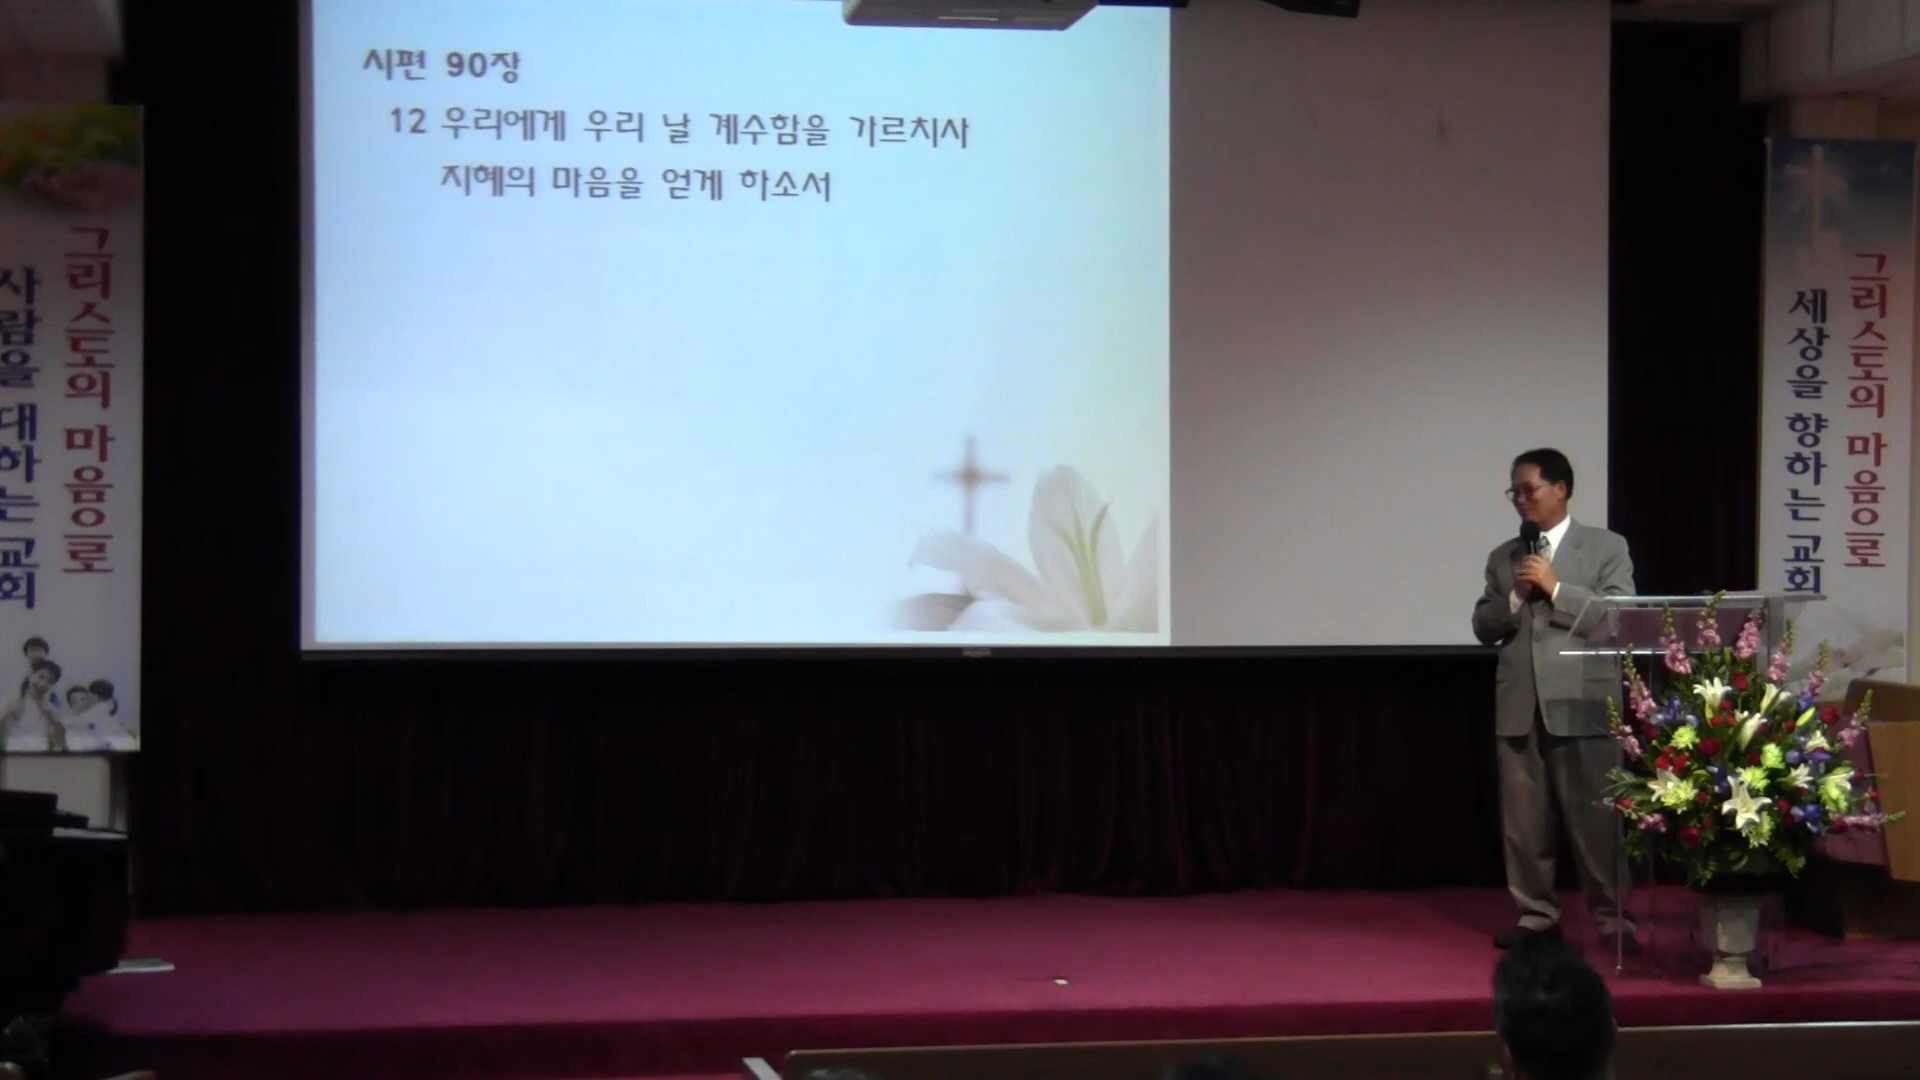 시편 90장
12 우리에게 우리 날 계수함을 가르치사
지혜의 마음을 얻게 하소서
그리스도의 마음으로
사람을 대하는 교회
그리스도의 마음으로
세상을 향하는 교회